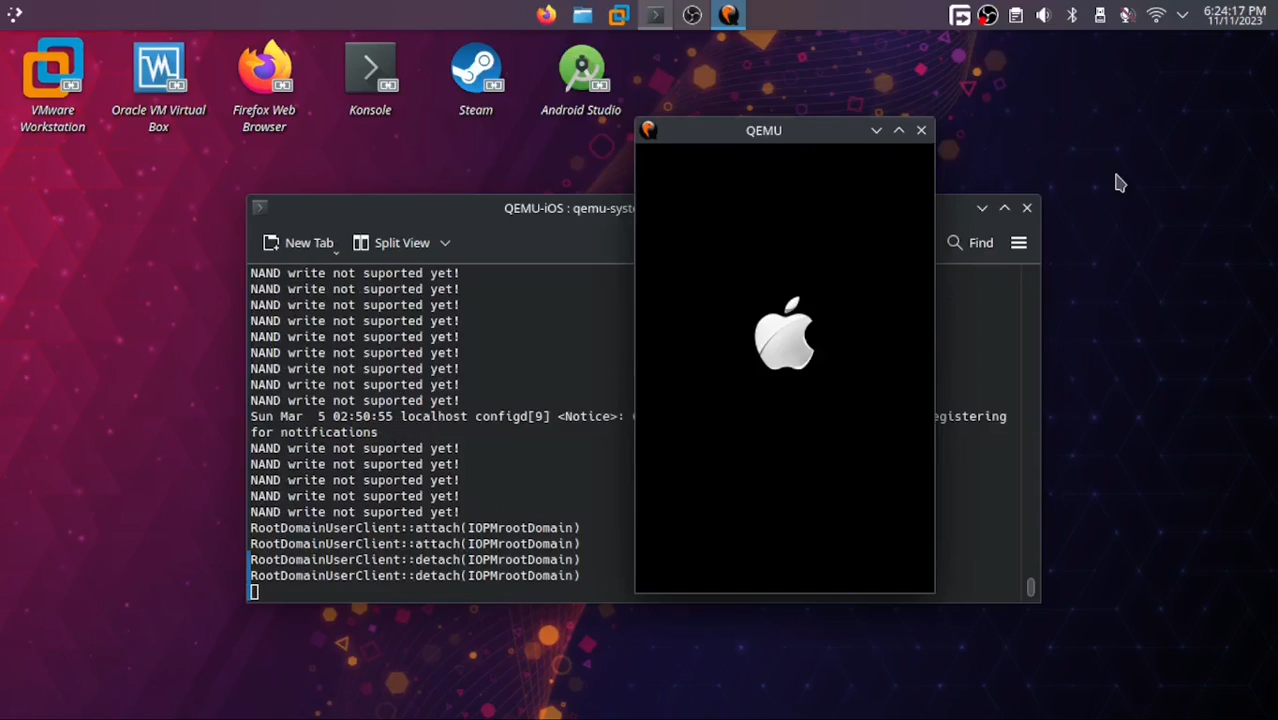 6:24:17 PM
11/11/2023
VMware
Workstation
Oracle VM Virtual
Box
Firefox Web
Browser
Konsole
Steam
Android Studio
QEMU
QEMU-iOS : qemu-syste
New Tab
Split View
Find
NAND write not suported yet!
NAND write not suported yet!
NAND write not suported yet!
NAND write not suported yet!
NAND write not suported yet!
NAND write not suported yet!
NAND write not suported yet!
NAND write not suported yet!
NAND write not suported yet!
Sun Mar  5 02:50:55 localhost configd[9] <Notice>: egistering
for notifications
NAND write not suported yet!
NAND write not suported yet!
NAND write not suported yet!
NAND write not suported yet!
NAND write not suported yet!
RootDomainUserClient::attach(IOPMrootDomain)
RootDomainUserClient::attach(IOPMrootDomain)
RootDomainUserClient::detach(IOPMrootDomain)
RootDomainUserClient::detach(IOPMrootDomain)